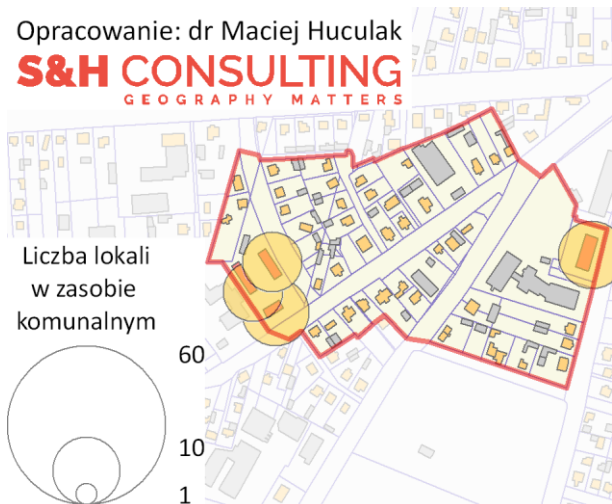 Opracowanie: dr Maciej Huculak
S&H CONSULTING
GEOGRAPHY MATTERS
Liczba lokali
w zasobie
komunalnym
60
10
1